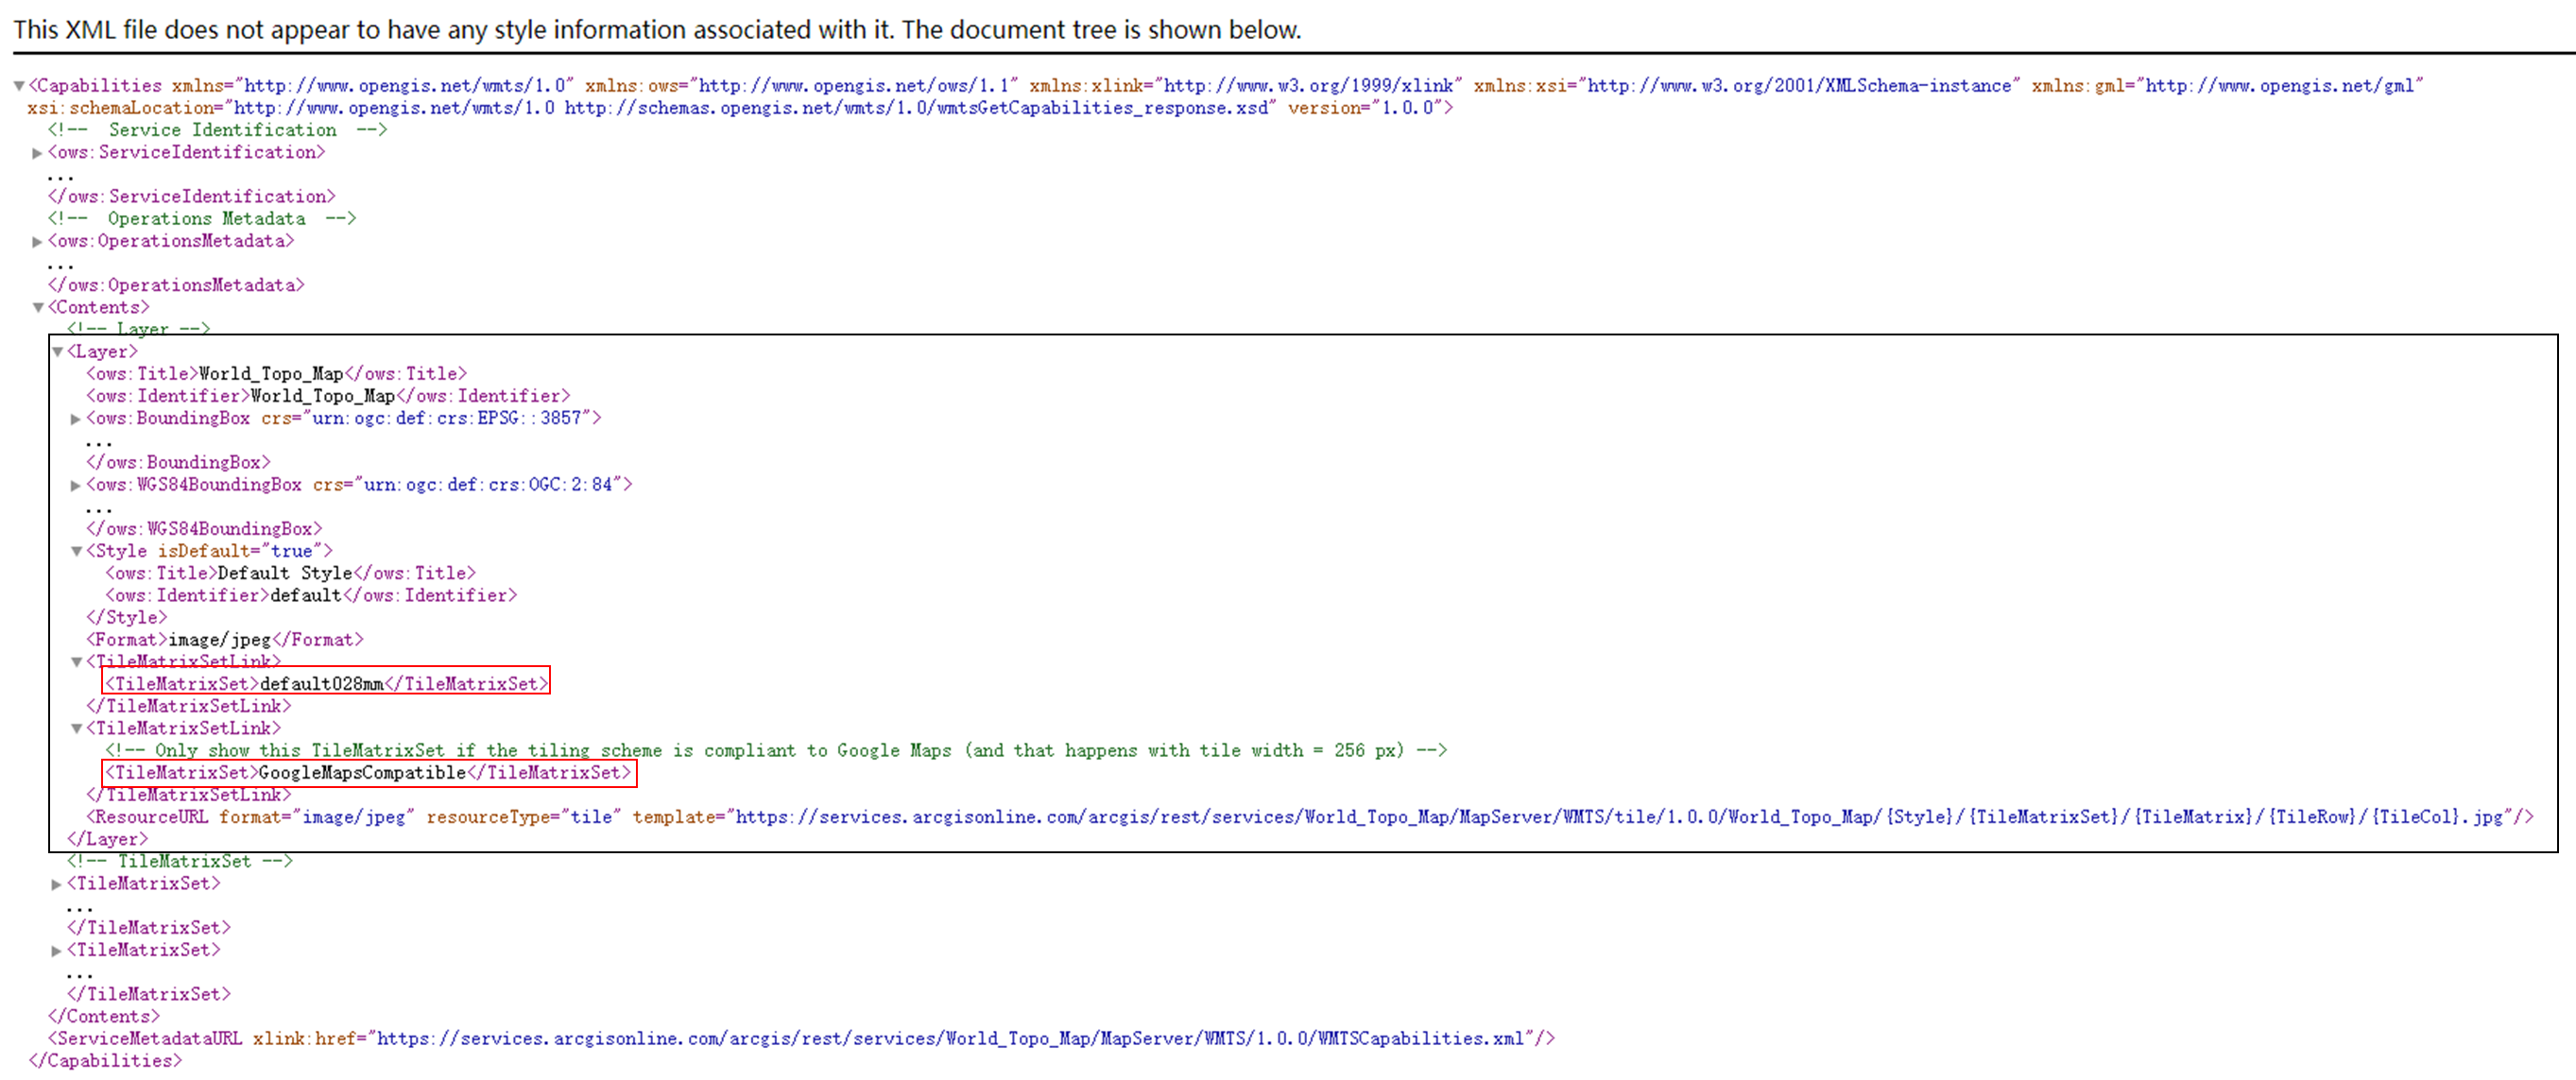 This XML file does not appear to have any style information associated with it. The document tree is shown below.
▼<Capabilities xmlns="http://www.opengis.net/wmts/1.0" xmlns:ows="http://www.opengis.net/ows/1.1" xmlns:xlink="http://www.w3.org/1999/xlink" xmlns:xsi="http://www.w3.org/2001/XMLSchema-instance" xmlns:gml="http://www.opengis.net/gml"
xsi:schemaLocation="http://www.opengis.net/wmts/1.0 http://schemas.opengis.net/wmts/1.0/wmtsGetCapabilities_response.xsd" version="1.0.0">
<!-- Service Identification -->
▶<ows:ServiceIdentification>
...
</ows:ServiceIdentification>
<!-- Operations Metadata -->
▶<ows:OperationsMetadata>
...
</ows:OperationsMetadata>
▼<Contents>
<!-- Layer -->
▼<Layer>
<ows:Title>World_Topo_Map</ows:Title>
<ows:Identifier>World_Topo_Map</ows:Identifier>
▶<ows:BoundingBox crs="urn:ogc:def:crs:EPSG::3857">
...
</ows:BoundingBox>
▶<ows:WGS84BoundingBox crs="urn:ogc:def:crs:OGC:2:84">
...
</ows:WGS84BoundingBox>
▼<Style isDefault="true">
<ows:Title>Default Style</ows:Title>
<ows:Identifier>default</ows:Identifier>
</Style>
<Format>image/jpeg</Format>
▼<TileMatrixSetLink>
<TileMatrixSet>default028mm</TileMatrixSet>
</TileMatrixSetLink>
▼<TileMatrixSetLink>
<!-- Only show this TileMatrixSet if the tiling scheme is compliant to Google Maps (and that happens with tile width = 256 px) -->
<TileMatrixSet>GoogleMapsCompatible</TileMatrixSet>
</TileMatrixSetLink>
<ResourceURL format="image/jpeg" resourceType="tile" template="https://services.arcgisonline.com/arcgis/rest/services/World_Topo_Map/MapServer/WMTS/tile/1.0.0/World_Topo_Map/{Style}/{TileMatrixSet}/{TileMatrix}/{TileRow}/{TileCol}.jpg"/>
</Layer>
<!-- TileMatrixSet -->
▶<TileMatrixSet>
...
</TileMatrixSet>
▶<TileMatrixSet>
...
</TileMatrixSet>
</Contents>
<ServiceMetadataURL xlink:href="https://services.arcgisonline.com/arcgis/rest/services/World_Topo_Map/MapServer/WMTS/1.0.0/WMTSCapabilities.xml"/>
</Capabilities>